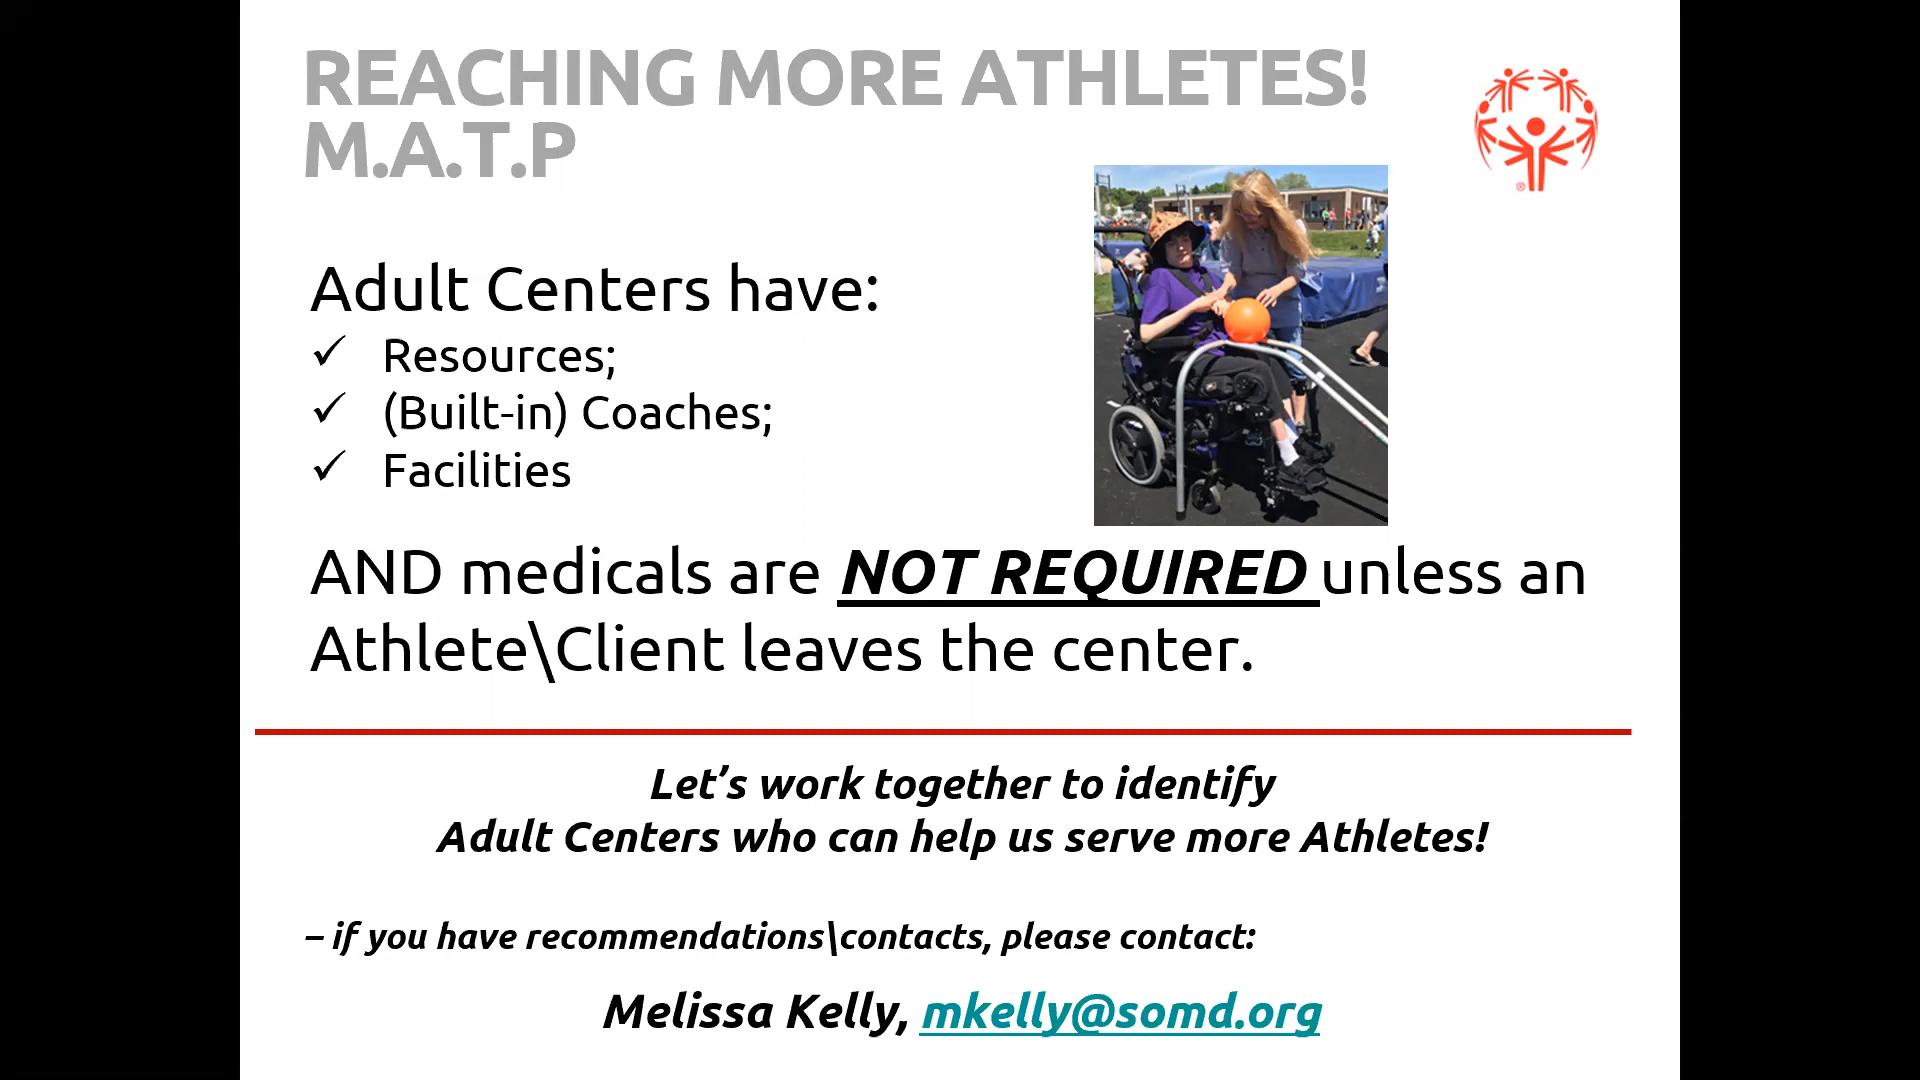 REACHING MORE ATHLETES!
M.A.T.P
Adult Centers have:
✓ Resources;
✓ (Built-in) Coaches;
✓ Facilities
AND medicals are NOT REQUIRED unless an
Athlete\Client leaves the center.
Let’s work together to identify
Adult Centers who can help us serve more Athletes!
– if you have recommendations\contacts, please contact:
Melissa Kelly, mkelly@somd.org